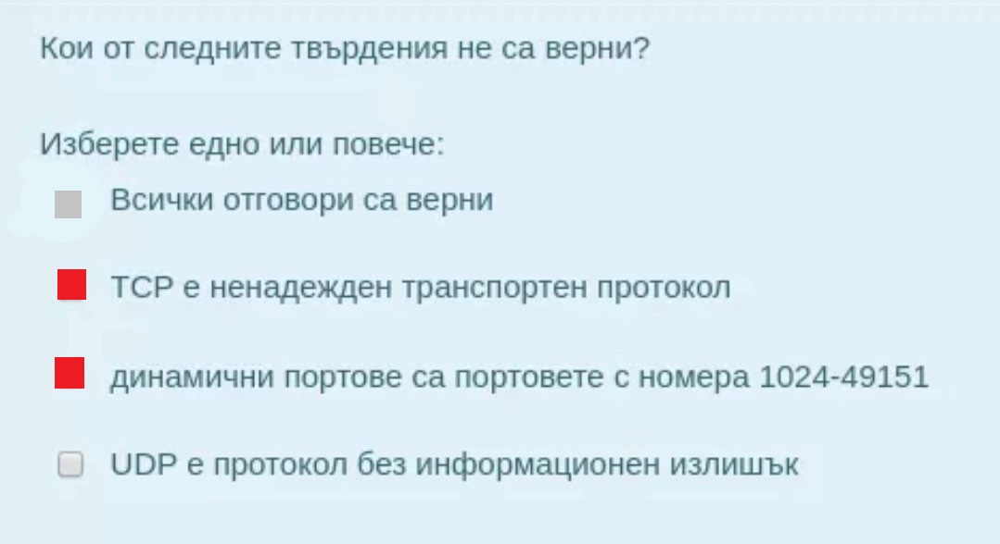 Кои от следните твърдения не са верни?
Изберете едно или повече:
Всички отговори са верни
TCP е ненадежден транспортен протокол
динамични портове са портовете с номера 1024-49151
UDP е протокол без информационен излишък